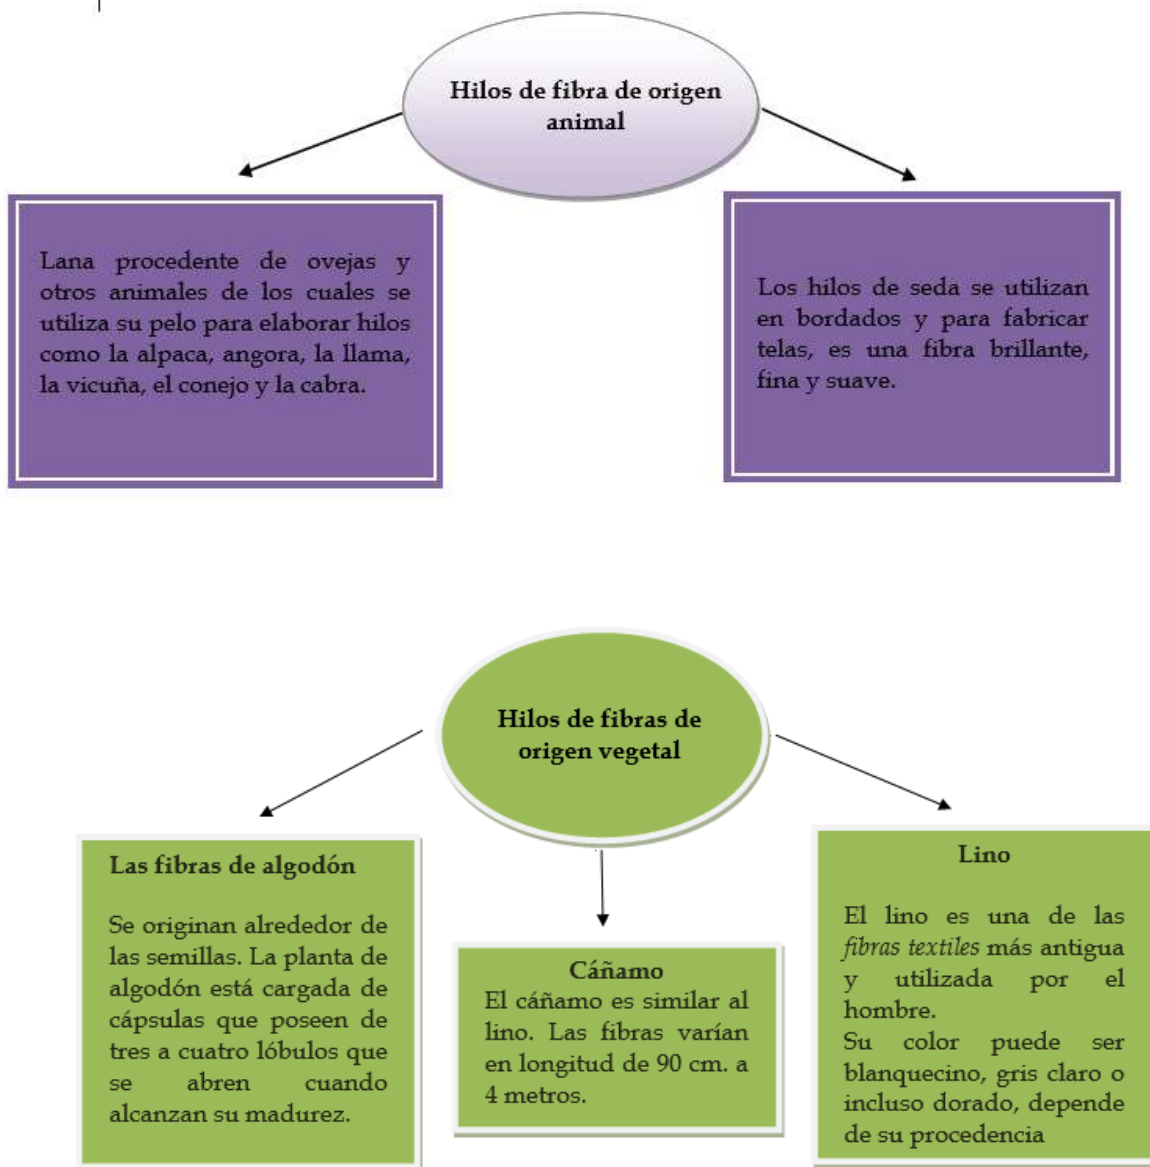 Hilos de fibra de origen
animal
Lana procedente de ovejas y
otros animales de los cuales se
utiliza su pelo para elaborar hilos
como la alpaca, angora, la llama,
la vicuña, el conejo y la cabra.
Los hilos de seda se utilizan
en bordados y para fabricar
telas, es una fibra brillante,
fina y suave.
Hilos de fibras de
origen vegetal
Las fibras de algodón
Se originan alrededor de
las semillas. La planta de
algodón está cargada de
cápsulas que poseen de
tres a cuatro lóbulos que
se abren cuando
alcanzan su madurez.
Cáñamo
El cáñamo es similar al
lino. Las fibras varían
en longitud de 90 cm. a
4 metros.
Lino
El lino es una de las
fibras textiles más antigua
y utilizada por el
hombre.
Su color puede ser
blanquecino, gris claro o
incluso dorado, depende
de su procedencia